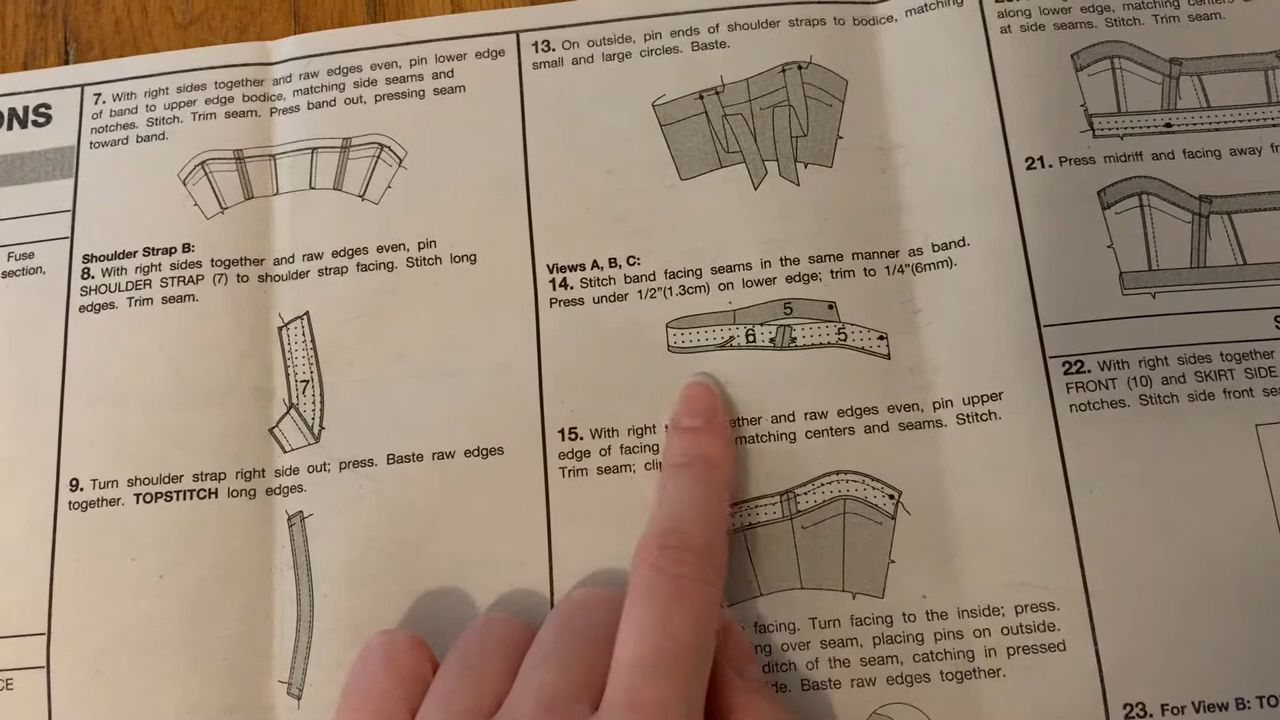 ONS
Fuse
section,
CE
7. With right sides together and raw edges even, pin lower edge
of band to upper edge bodice, matching side seams and
notches. Stitch. Trim seam. Press band out, pressing seam
toward band.
Shoulder Strap B:
8. With right sides together and raw edges even, pin
SHOULDER STRAP (7) to shoulder strap facing. Stitch long
edges. Trim seam.
7
9. Turn shoulder strap right side out; press. Baste raw edges
together. TOPSTITCH long edges.
13. On outside, pin ends of shoulder straps to bodice, matching
small and large circles. Baste.
Views A, B, C:
14. Stitch band facing seams in the same manner as band.
Press under 1/2"(1.3cm) on lower edge; trim to 1/4"(6mm).
5
6 5
15. With right ether and raw edges even, pin upper
edge of facing matching centers and seams. Stitch.
Trim seam; cli
facing. Turn facing to the inside; press.
ng over seam, placing pins on outside.
ditch of the seam, catching in pressed
de. Baste raw edges together.
along lower edge, matching centers
at side seams. Stitch. Trim seam.
21. Press midriff and facing away fr
S
22. With right sides together
FRONT (10) and SKIRT SIDE
notches. Stitch side front se
23. For View B: TO